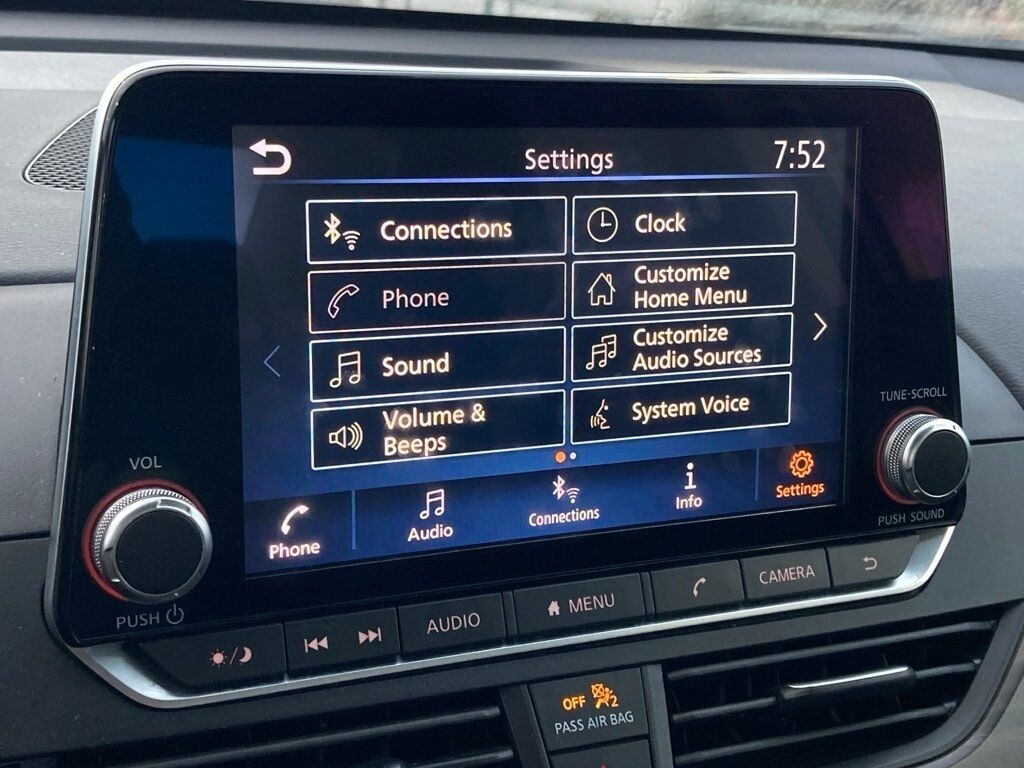 Settings
7:52
Connections
Clock
Phone
Customize
Home Menu
Sound
Customize
Audio Sources
Volume &
Beeps
System Voice
Phone
Audio
Connections
Info
Settings
VOL
PUSH
TUNE·SCROLL
PUSH SOUND
AUDIO
MENU
CAMERA
OFF
2
PASS AIR BAG